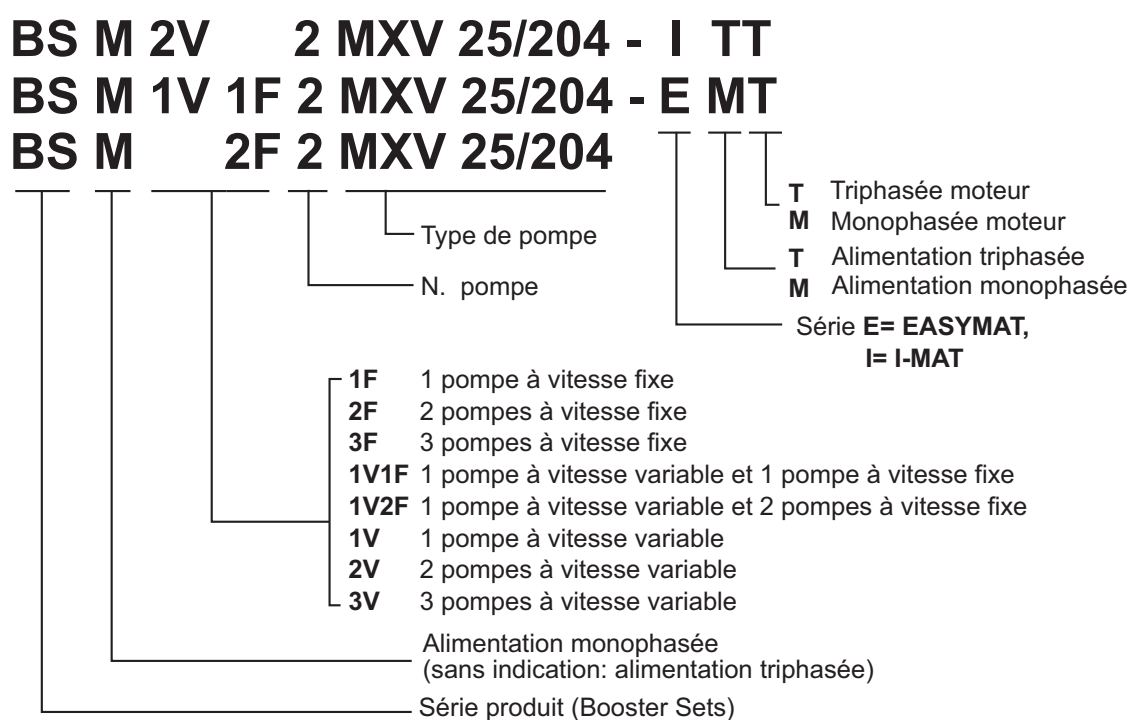 BS M 2V 2 MXV 25/204 - I TT
BS M 1V 1F 2 MXV 25/204 - E MT
BS M 2F 2 MXV 25/204
T Triphasée moteur
M Monophasée moteur
Type de pompe
T Alimentation triphasée
M Alimentation monophasée
N. pompe
Série E= EASYMAT,
I= I-MAT
1F 1 pompe à vitesse fixe
2F 2 pompes à vitesse fixe
3F 3 pompes à vitesse fixe
1V1F 1 pompe à vitesse variable et 1 pompe à vitesse fixe
1V2F 1 pompe à vitesse variable et 2 pompes à vitesse fixe
1V 1 pompe à vitesse variable
2V 2 pompes à vitesse variable
3V 3 pompes à vitesse variable
Alimentation monophasée
(sans indication: alimentation triphasée)
Série produit (Booster Sets)